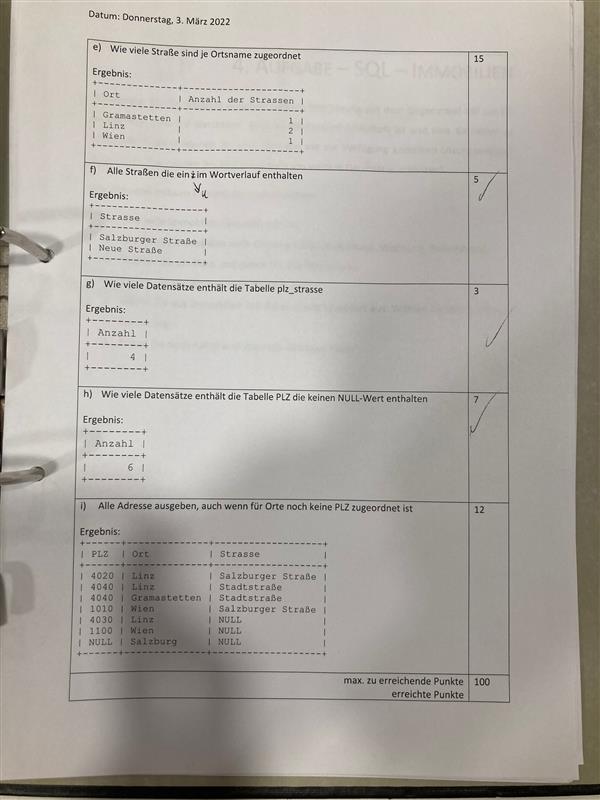 Datum: Donnerstag, 3. März 2022
e) Wie viele Straße sind je Ortsname zugeordnet
15
Ergebnis:
+--------------+-----------------------+
| Ort | Anzahl der Strassen |
+--------------+-----------------------+
| Gramastetten | 1 |
| Linz | 2 |
| Wien | 1 |
+--------------+-----------------------+
f) Alle Straßen die ein i im Wortverlauf enthalten
5
u
Ergebnis:
+-------------------+
| Strasse |
+-------------------+
| Salzburger Straße |
| Neue Straße |
+-------------------+
g) Wie viele Datensätze enthält die Tabelle plz_strasse
3
Ergebnis:
+--------+
| Anzahl |
+--------+
| 4 |
+--------+
h) Wie viele Datensätze enthält die Tabelle PLZ die keinen NULL-Wert enthalten
7
Ergebnis:
+--------+
| Anzahl |
+--------+
| 6 |
+--------+
i) Alle Adresse ausgeben, auch wenn für Orte noch keine PLZ zugeordnet ist
12
Ergebnis:
+------+--------------+-------------------+
| PLZ | Ort | Strasse |
+------+--------------+-------------------+
| 4020 | Linz | Salzburger Straße |
| 4040 | Linz | Stadtstraße |
| 4040 | Gramastetten | Stadtstraße |
| 1010 | Wien | Salzburger Straße |
| 4030 | Linz | NULL |
| 1100 | Wien | NULL |
| NULL | Salzburg | NULL |
+------+--------------+-------------------+
max. zu erreichende Punkte 100
erreichte Punkte